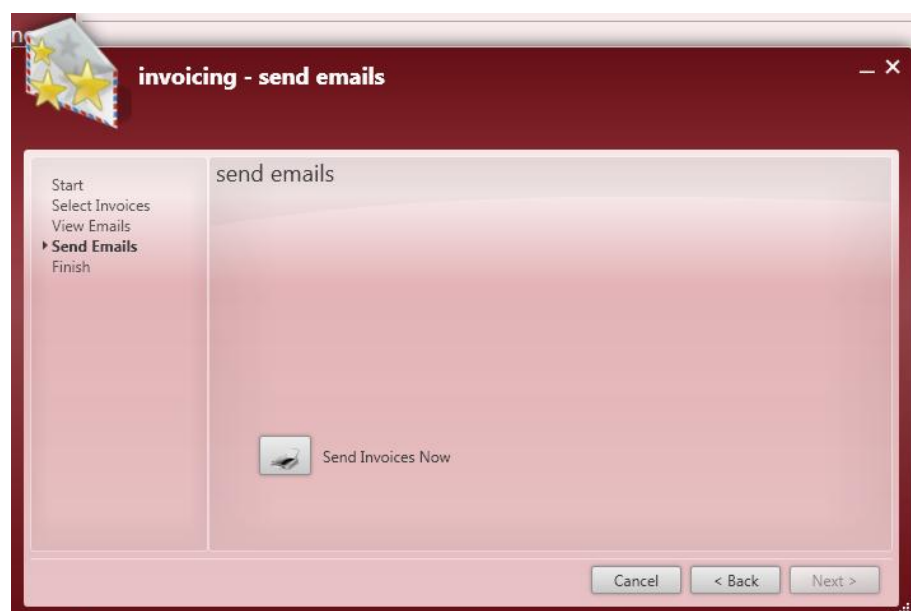 invoicing - send emails
Start
Select Invoices
View Emails
Send Emails
Finish
send emails
Send Invoices Now
Cancel
< Back
Next >